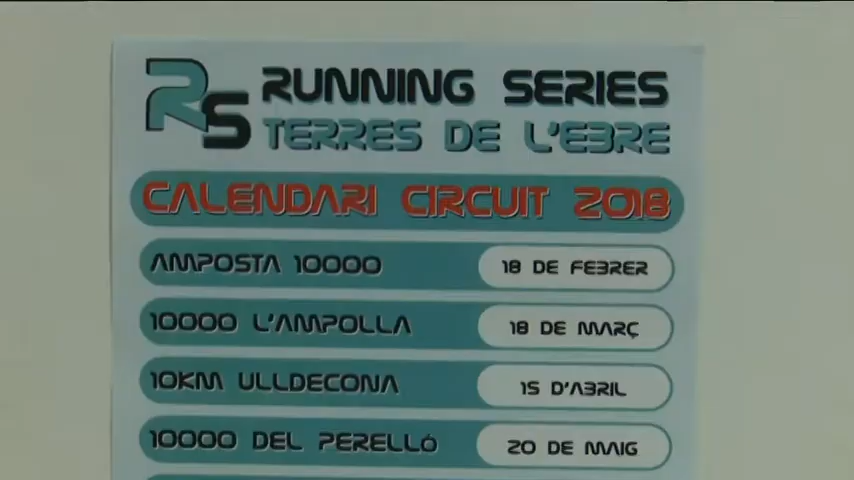 RS
RUNNING SERIES
TERRES DE L'EBRE
CALENDARI CIRCUIT 2018
AMPOSTA 10000 18 DE FEBRER
10000 L'AMPOLLA 18 DE MARÇ
10KM ULLDECONA 15 D'ABRIL
10000 DEL PERELLÓ 20 DE MAIG